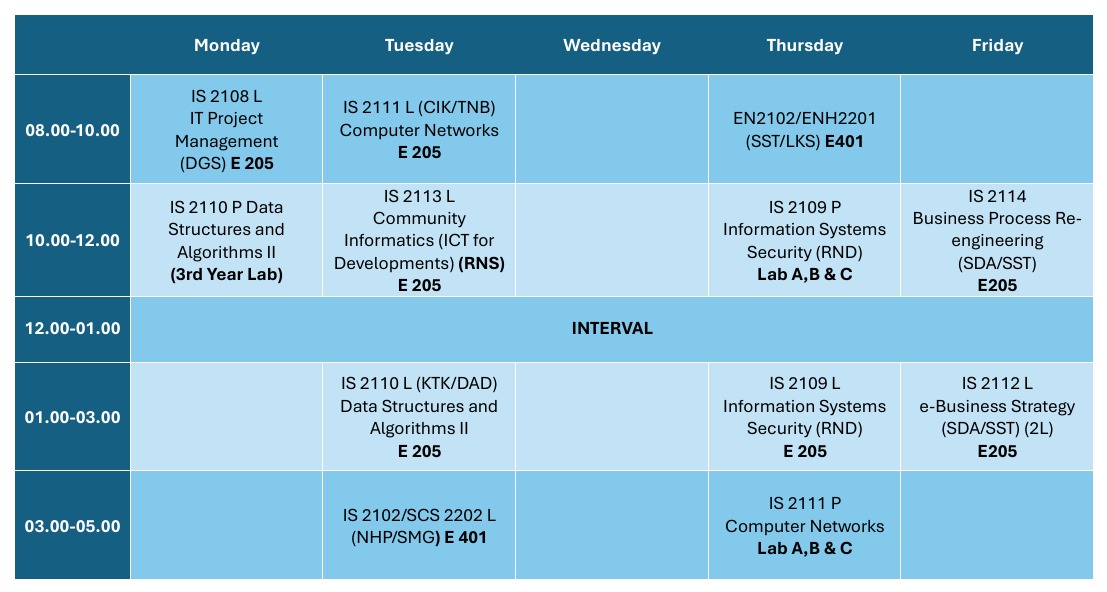 Monday
Tuesday
Wednesday
Thursday
Friday
08.00-10.00
IS 2108 L
IT Project
Management
(DGS) E 205
IS 2111 L (CIK/TNB)
Computer Networks
E 205
EN2102/ENH2201
(SST/LKS) E401
10.00-12.00
IS 2110 P Data
Structures and
Algorithms II
(3rd Year Lab)
IS 2113 L
Community
Informatics (ICT for
Developments) (RNS)
E 205
IS 2109 P
Information Systems
Security (RND)
Lab A,B & C
IS 2114
Business Process Re-
engineering
(SDA/SST)
E205
12.00-01.00
INTERVAL
01.00-03.00
IS 2110 L (KTK/DAD)
Data Structures and
Algorithms II
E 205
IS 2109 L
Information Systems
Security (RND)
E 205
IS 2112 L
e-Business Strategy
(SDA/SST) (2L)
E205
03.00-05.00
IS 2102/SCS 2202 L
(NHP/SMG) E 401
IS 2111 P
Computer Networks
Lab A,B & C